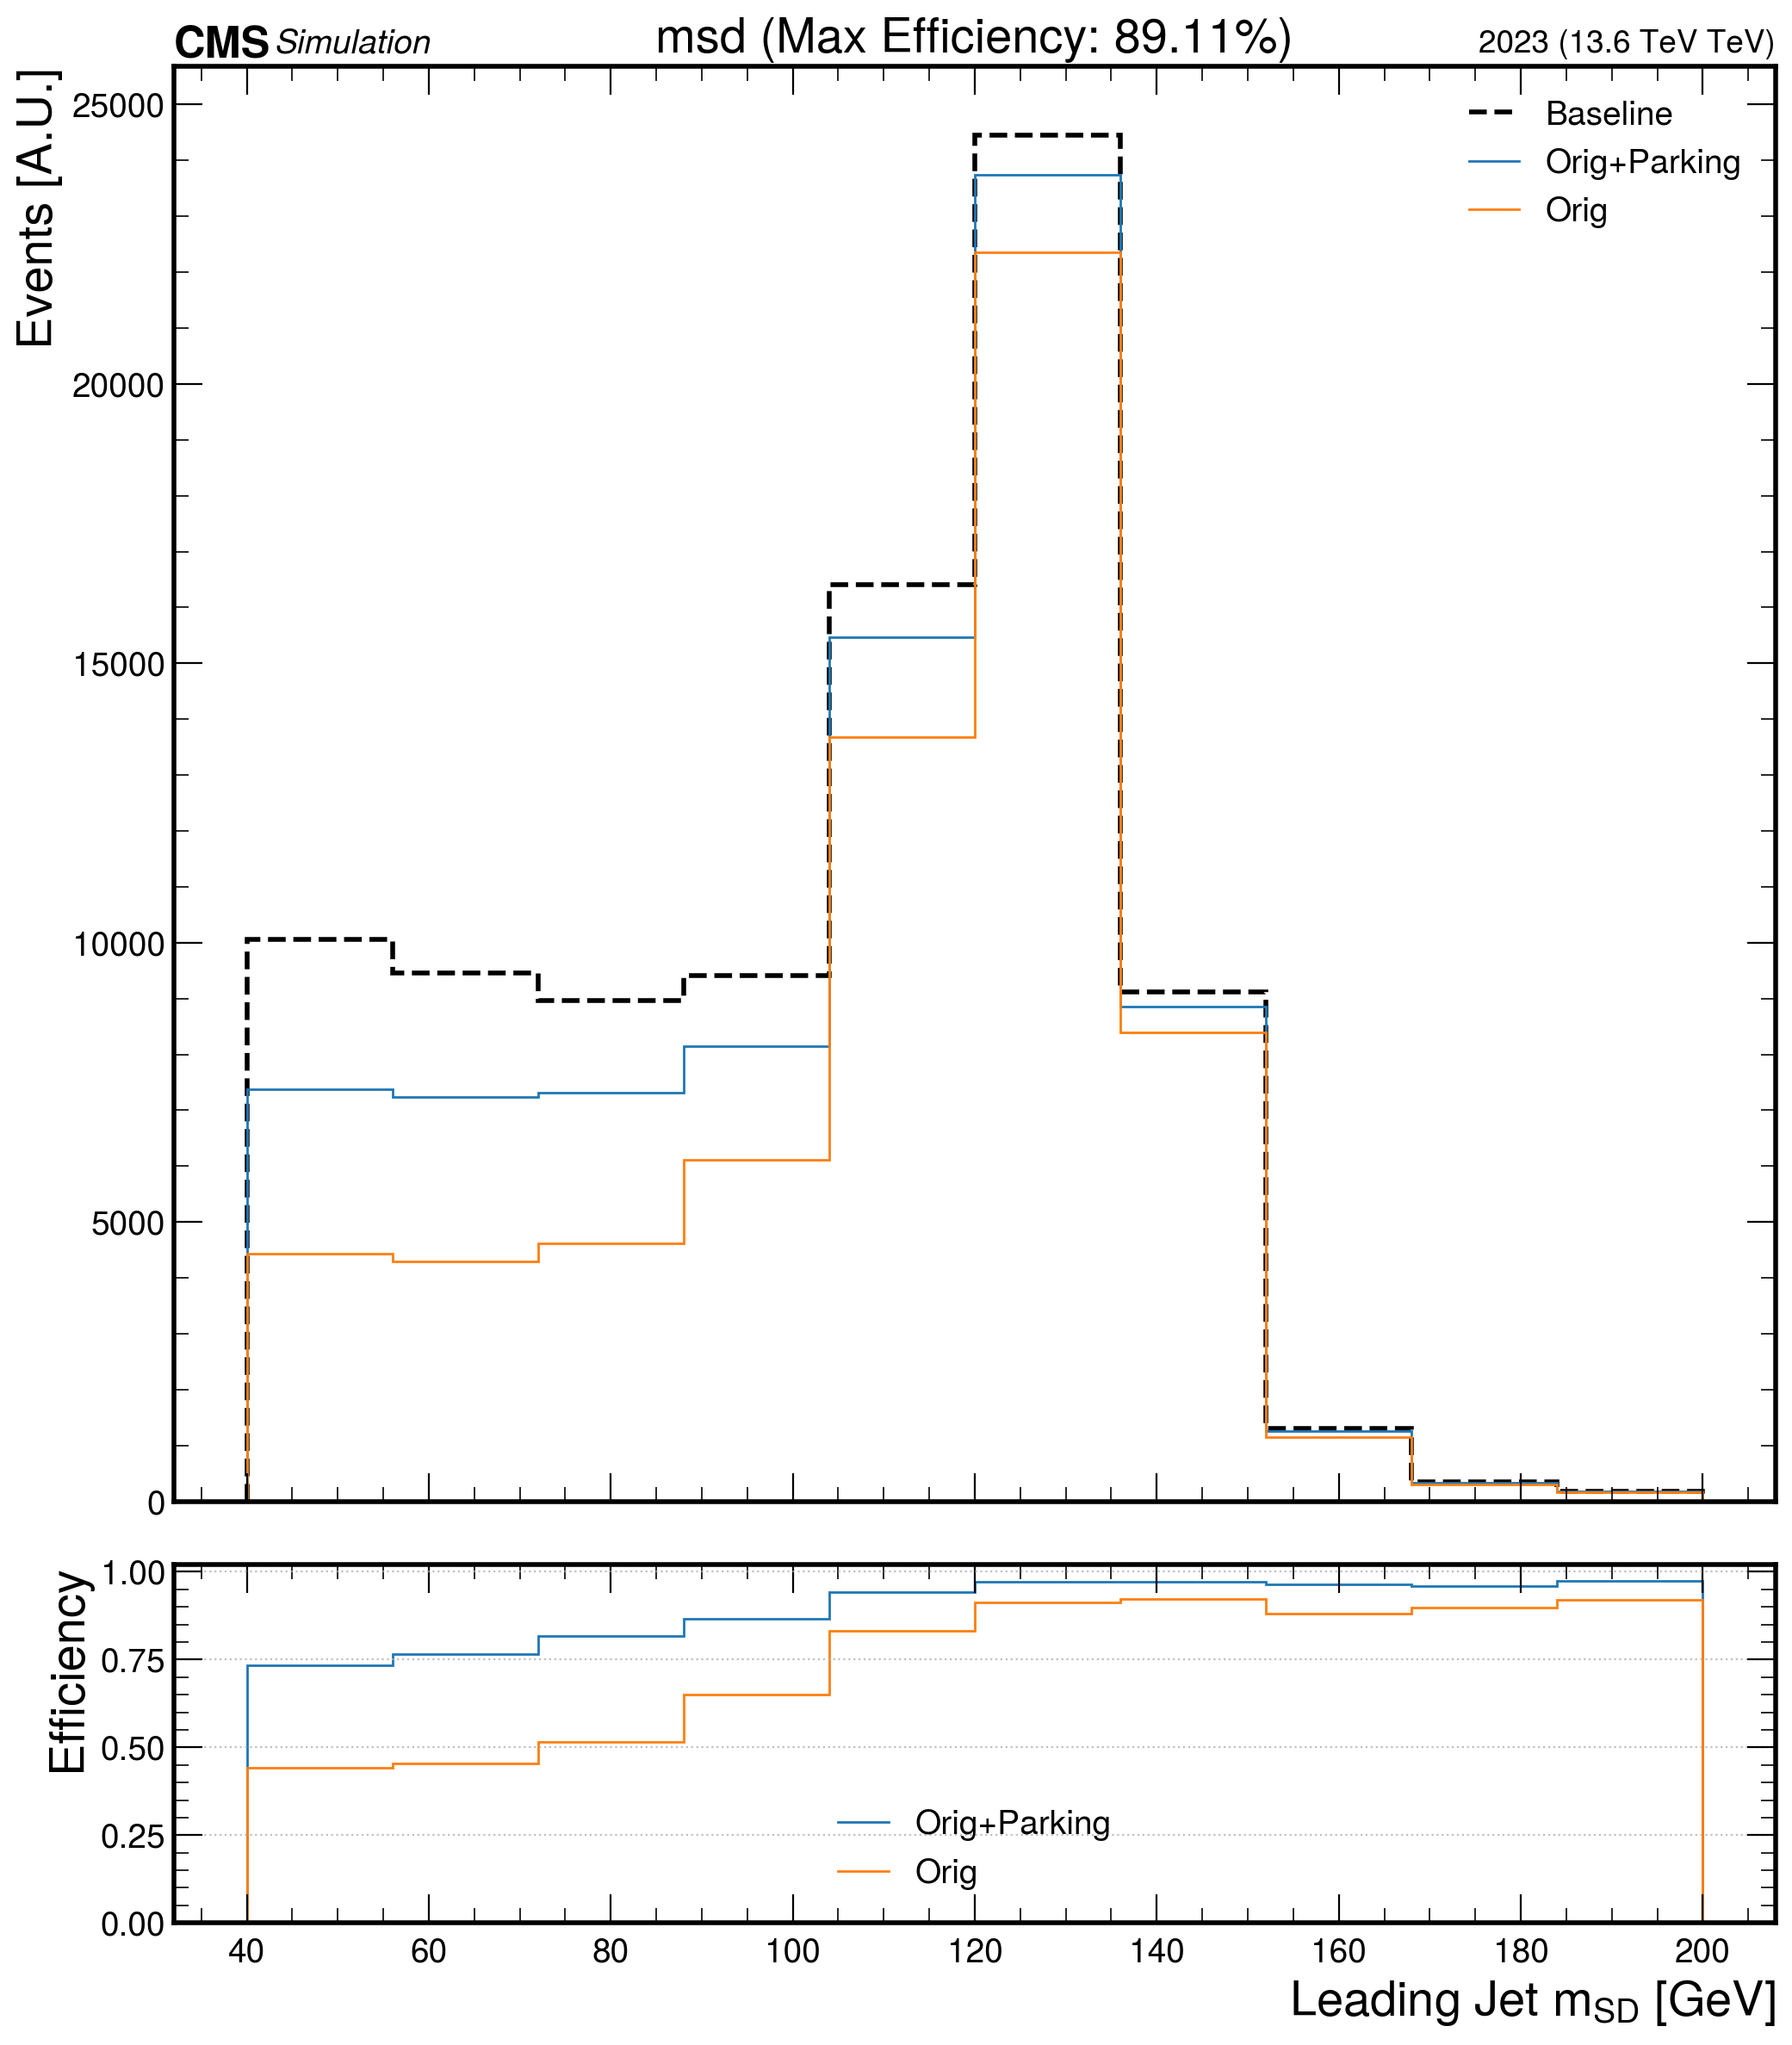 CMS Simulation msd (Max Efficiency: 89.11%) 2023 (13.6 TeV TeV)
Events [A.U.]
25000
20000
15000
10000
5000
0
Baseline
Orig+Parking
Orig
Efficiency
1.00
0.75
0.50
0.25
0.00
Orig+Parking
Orig
40 60 80 100 120 140 160 180 200
Leading Jet mSD [GeV]